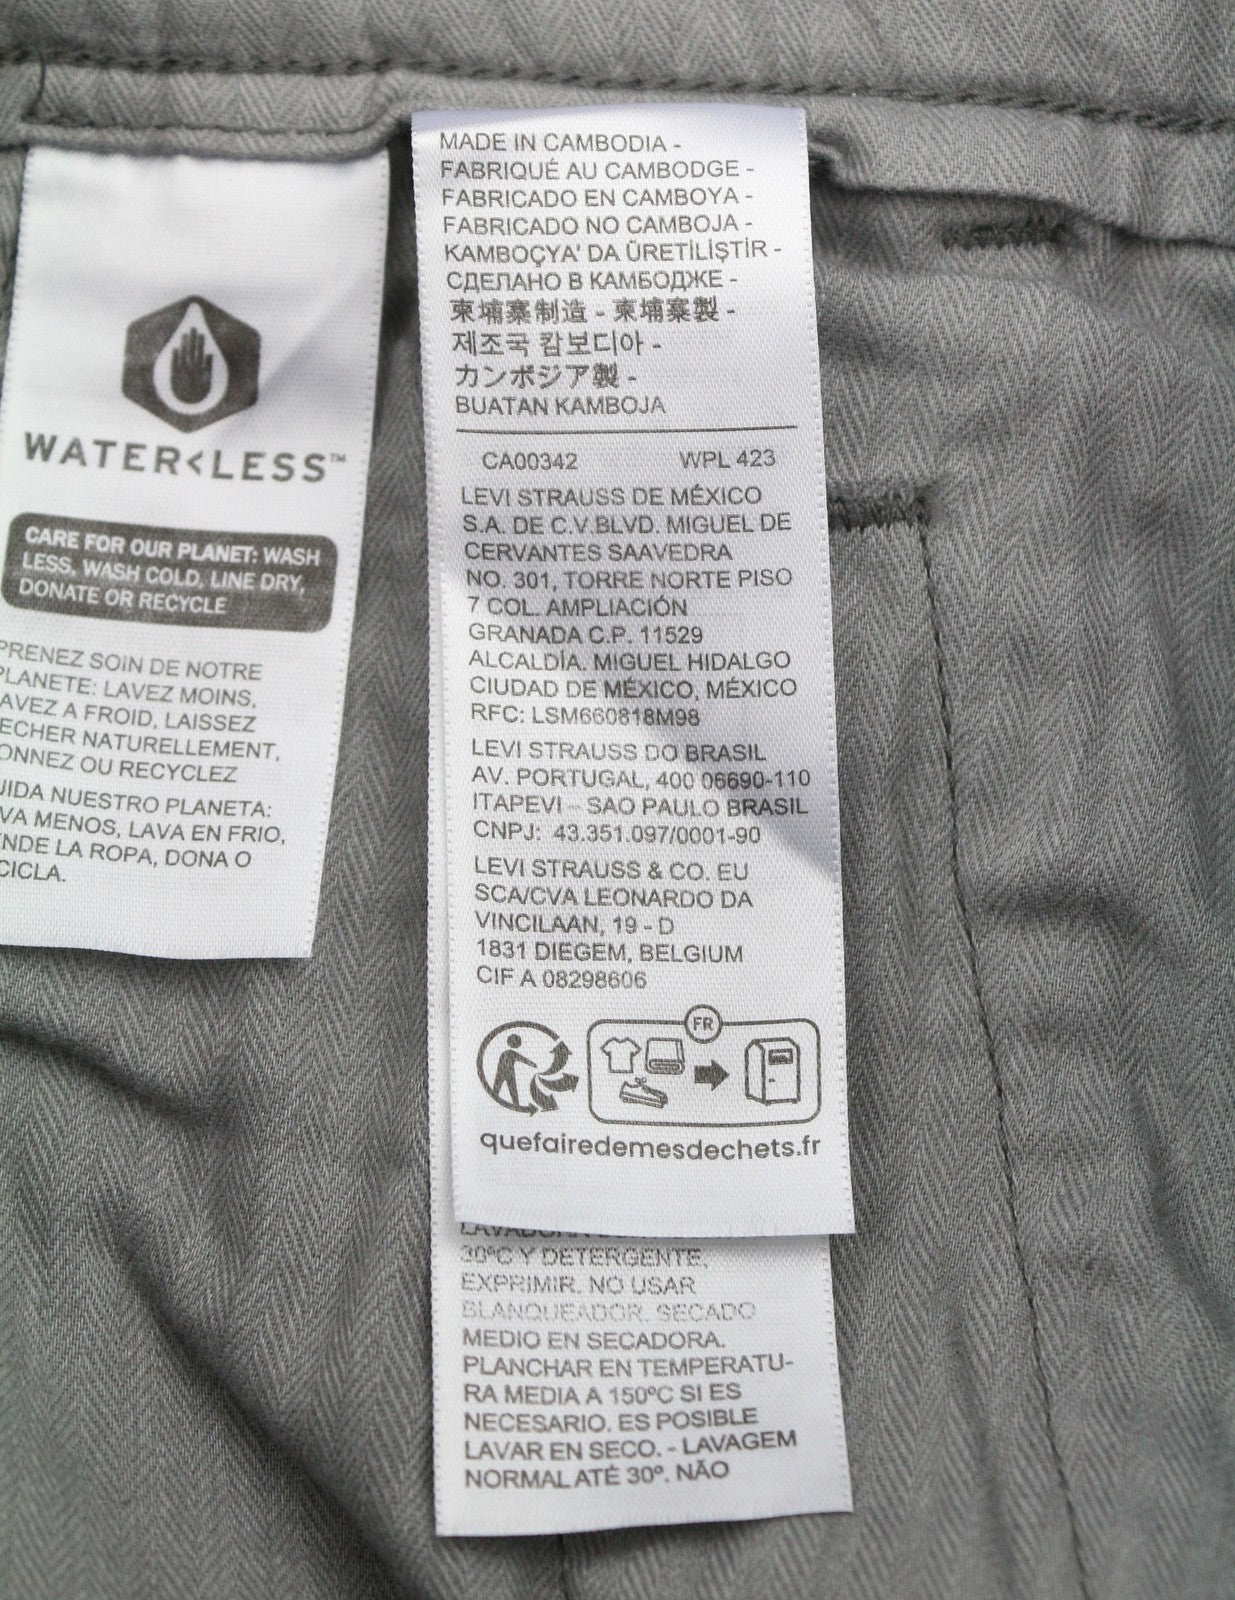 WATER<LESS™
CARE FOR OUR PLANET: WASH
LESS, WASH COLD, LINE DRY,
DONATE OR RECYCLE
PRENEZ SOIN DE NOTRE
PLANETE: LAVEZ MOINS,
AVEZ A FROID, LAISSEZ
ECHER NATURELLEMENT,
ONNEZ OU RECYCLEZ
UIDA NUESTRO PLANETA:
VA MENOS, LAVA EN FRIO,
ENDE LA ROPA, DONA O
CICLA.
MADE IN CAMBODIA -
FABRIQUÉ AU CAMBODGE -
FABRICADO EN CAMBOYA -
FABRICADO NO CAMBOJA -
KAMBOÇYA' DA ÜRETİLİŞTİR -
СДЕЛАНО В КАМБОДЖЕ -
柬埔寨制造 - 柬埔寨製 -
제조국 캄보디아 -
カンボジア製 -
BUATAN KAMBOJA
CA00342 WPL 423
LEVI STRAUSS DE MÉXICO
S.A. DE C.V.BLVD. MIGUEL DE
CERVANTES SAAVEDRA
NO. 301, TORRE NORTE PISO
7 COL. AMPLIACIÓN
GRANADA C.P. 11529
ALCALDÍA. MIGUEL HIDALGO
CIUDAD DE MÉXICO, MÉXICO
RFC: LSM660818M98
LEVI STRAUSS DO BRASIL
AV. PORTUGAL, 400 06690-110
ITAPEVI - SAO PAULO BRASIL
CNPJ: 43.351.097/0001-90
LEVI STRAUSS & CO. EU
SCA/CVA LEONARDO DA
VINCILAAN, 19 - D
1831 DIEGEM, BELGIUM
CIF A 08298606
FR
quefairedemesdechets.fr
LAVADORA
30ºC Y DETERGENTE,
EXPRIMIR. NO USAR
BLANQUEADOR. SECADO
MEDIO EN SECADORA.
PLANCHAR EN TEMPERATU-
RA MEDIA A 150ºC SI ES
NECESARIO. ES POSIBLE
LAVAR EN SECO. - LAVAGEM
NORMAL ATÉ 30º. NÃO